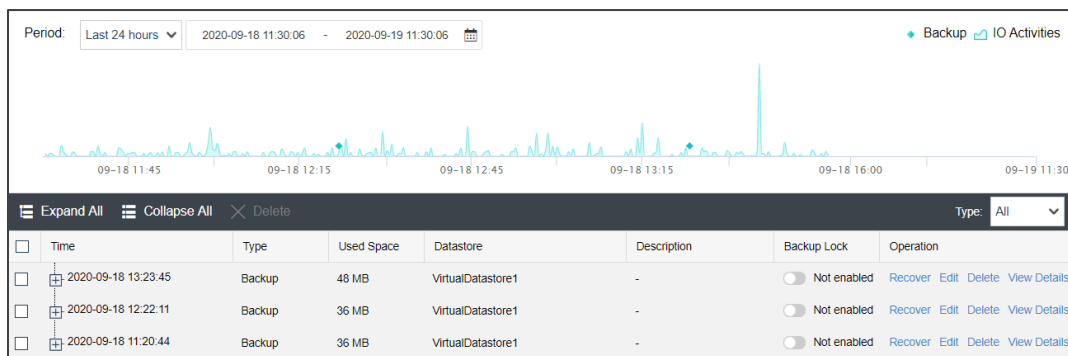 Period: Last 24 hours 2020-09-18 11:30:06 - 2020-09-19 11:30:06 Backup IO Activities
09-18 11:45 09-18 12:15 09-18 12:45 09-18 13:15 09-18 16:00 09-19 11:30
Expand All Collapse All Delete Type: All
Time Type Used Space Datastore Description Backup Lock Operation
2020-09-18 13:23:45 Backup 48 MB VirtualDatastore1 - Not enabled Recover Edit Delete View Details
2020-09-18 12:22:11 Backup 36 MB VirtualDatastore1 - Not enabled Recover Edit Delete View Details
2020-09-18 11:20:44 Backup 36 MB VirtualDatastore1 - Not enabled Recover Edit Delete View Details